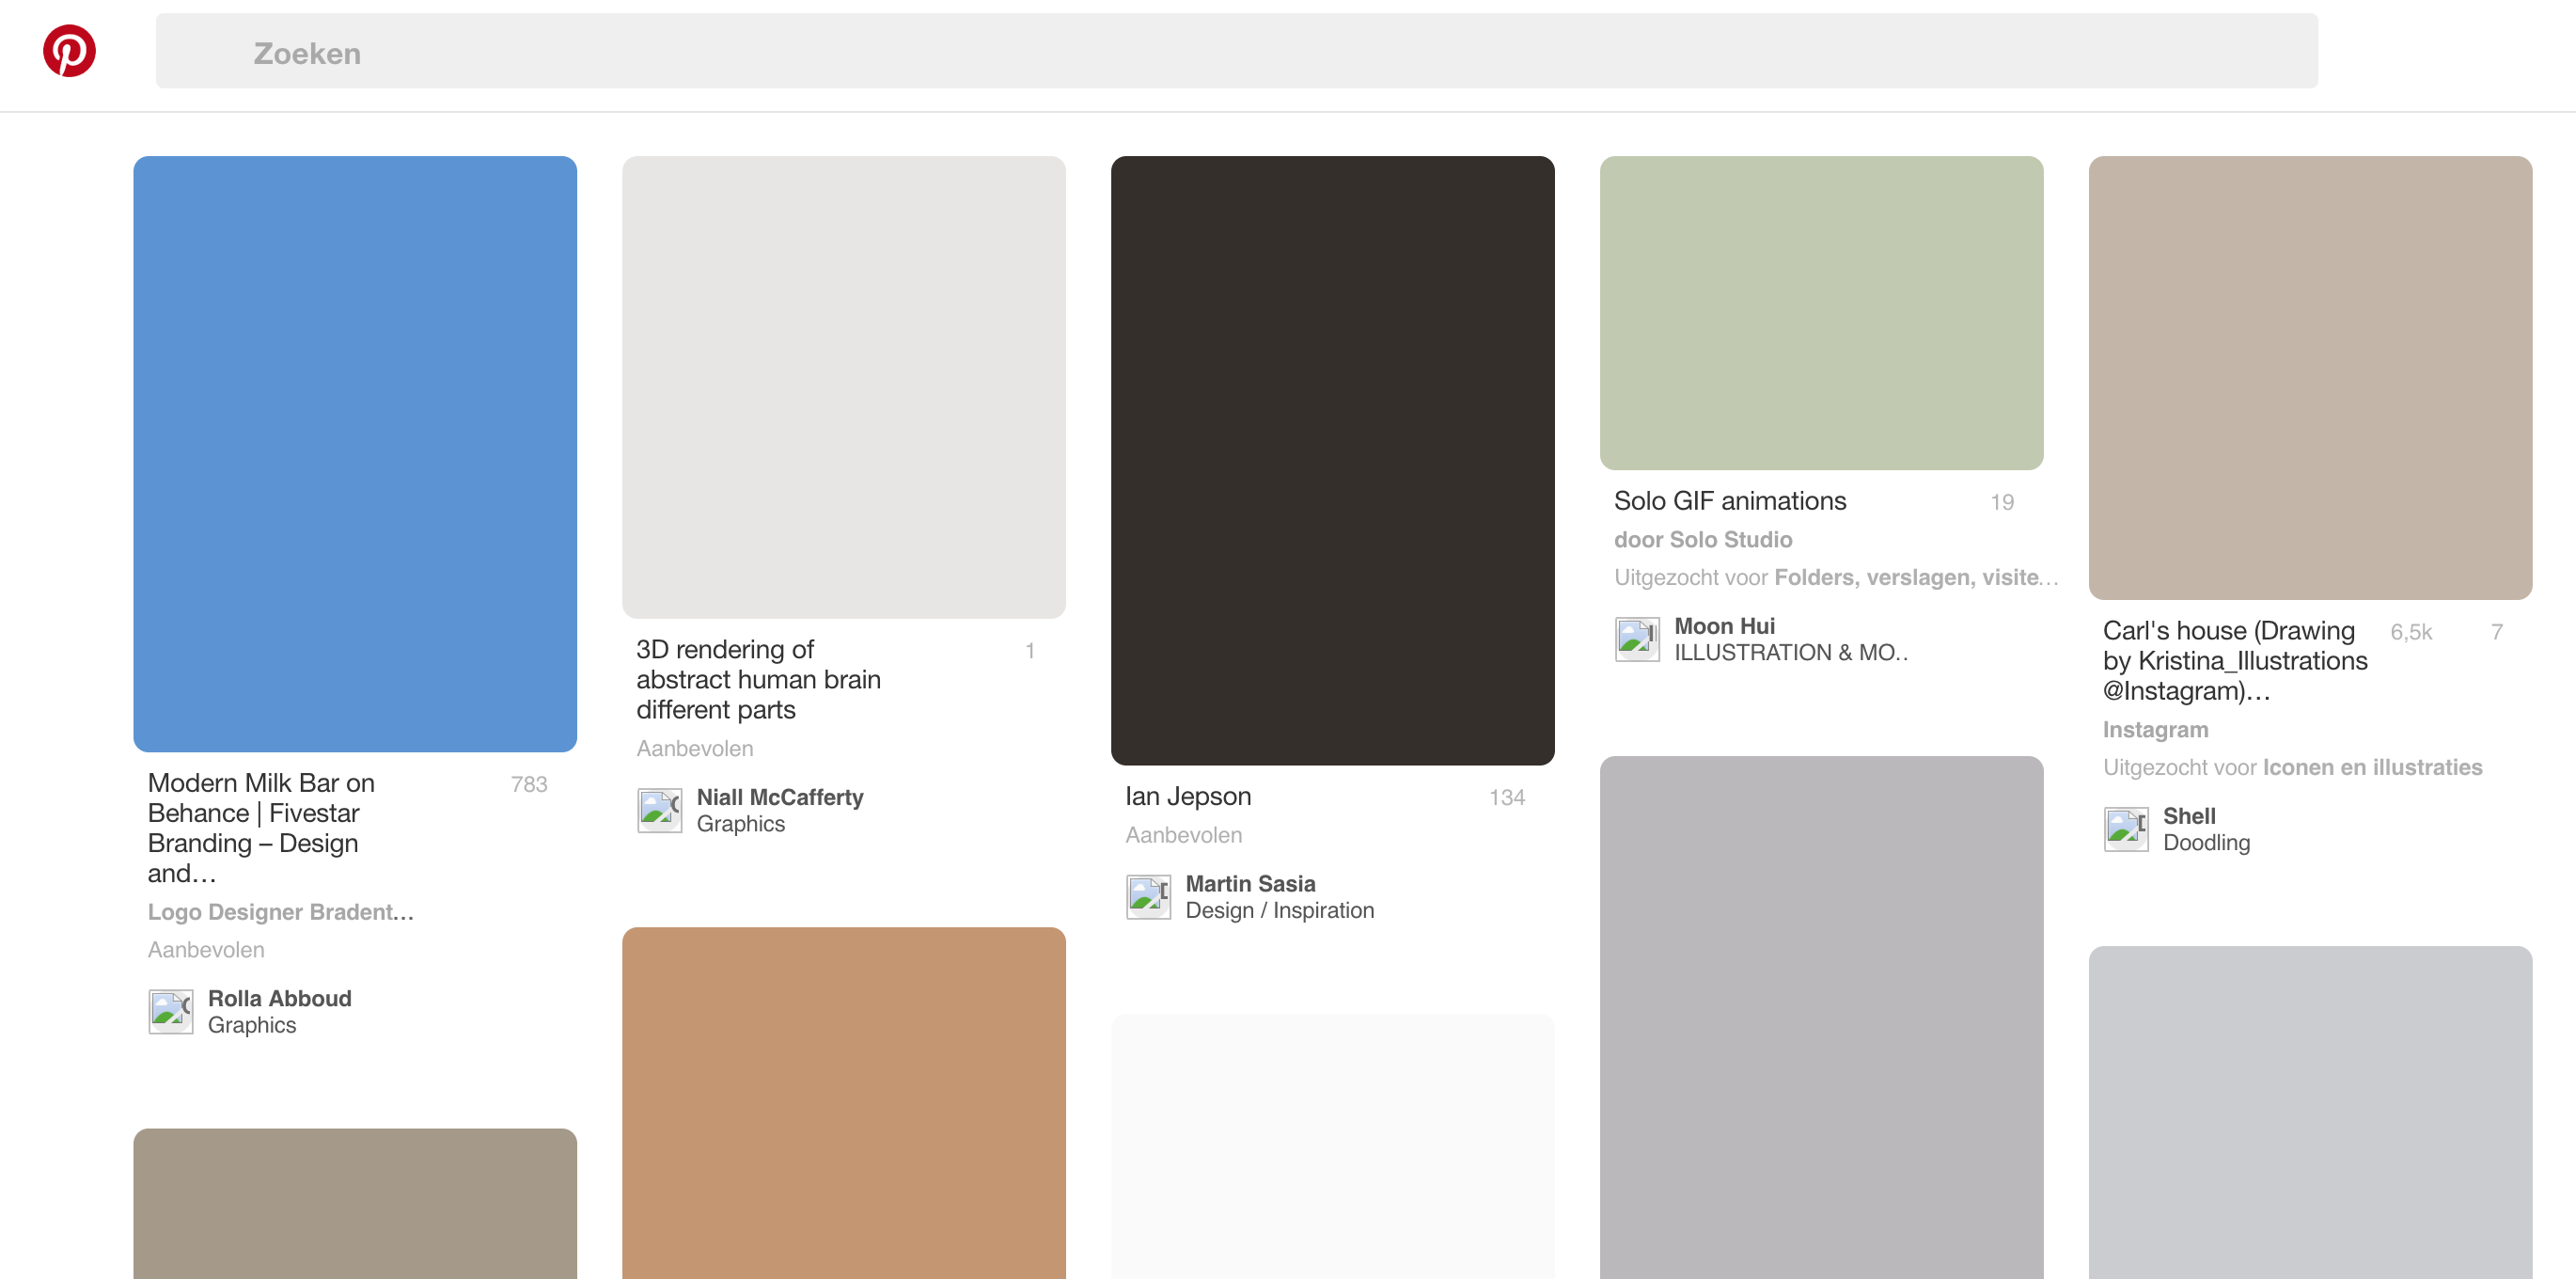 Zoeken
Modern Milk Bar on
Behance | Fivestar
Branding – Design
and…
783
Logo Designer Bradent…
Aanbevolen
Rolla Abboud
Graphics
3D rendering of
abstract human brain
different parts
1
Aanbevolen
Niall McCafferty
Graphics
Ian Jepson
134
Aanbevolen
Martin Sasia
Design / Inspiration
Solo GIF animations
19
door Solo Studio
Uitgezocht voor Folders, verslagen, visite…
Moon Hui
ILLUSTRATION & MO..
Carl's house (Drawing
by Kristina_Illustrations
@Instagram)…
6,5k
7
Instagram
Uitgezocht voor Iconen en illustraties
Shell
Doodling